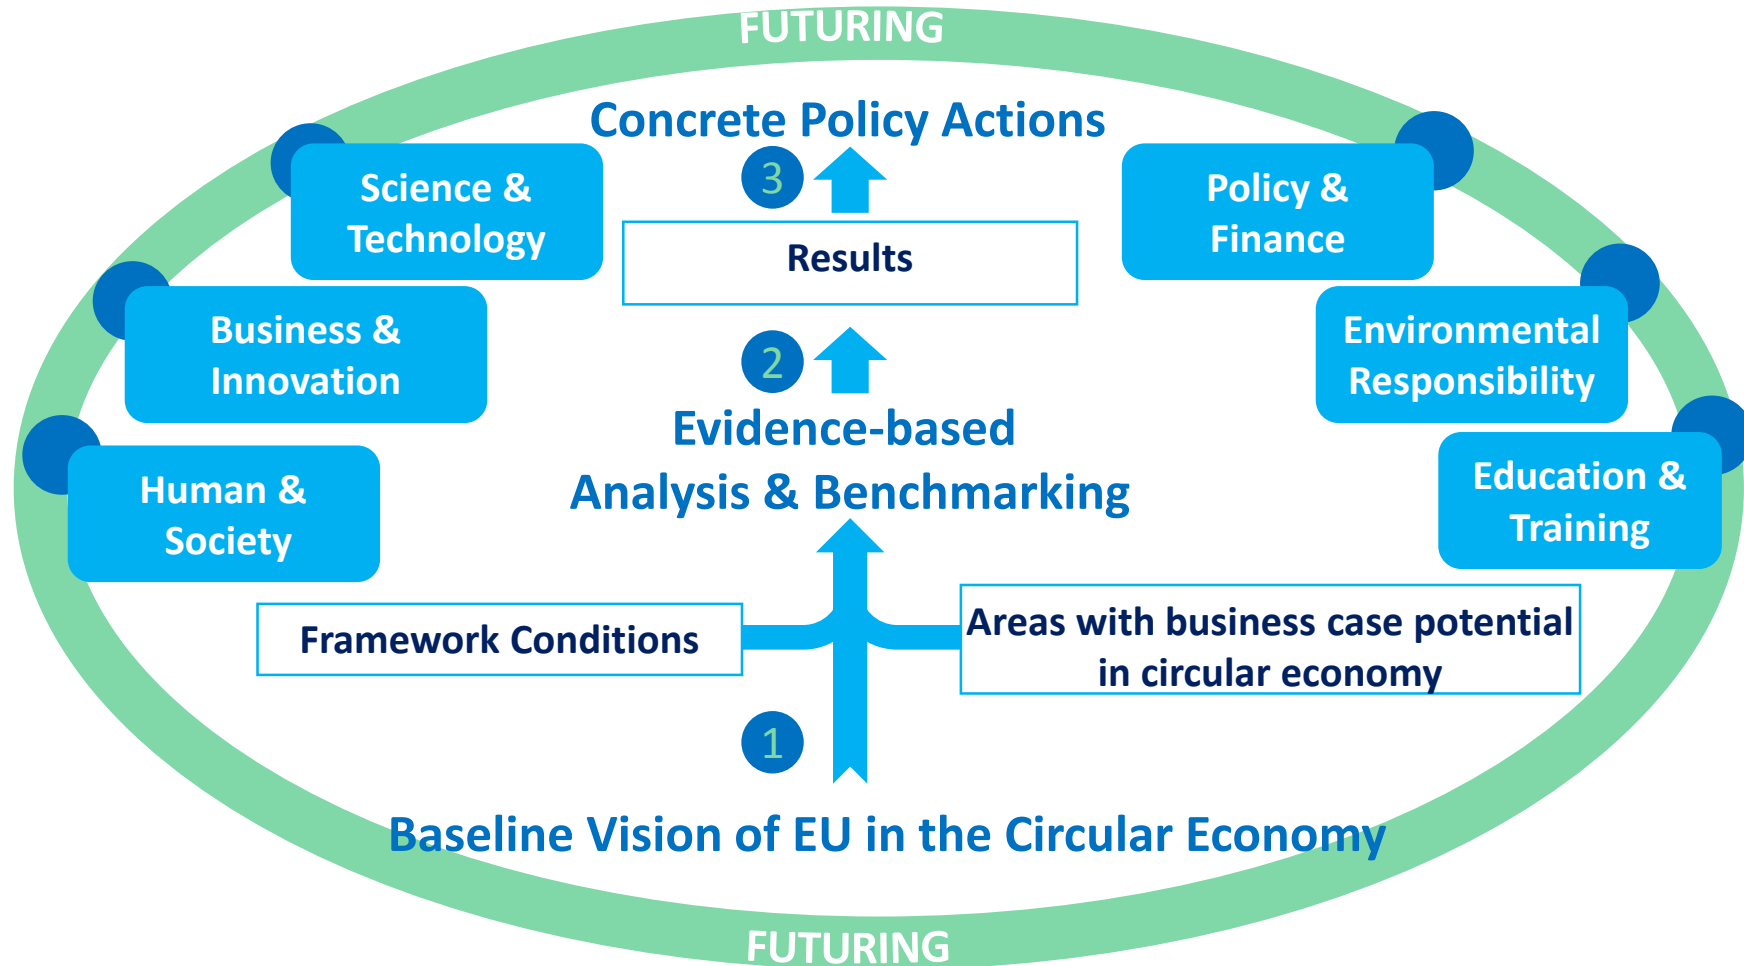 FUTURING
Concrete Policy Actions
3
Science &
Technology
Policy &
Finance
Results
Business &
Innovation
2
Environmental
Responsibility
Evidence-based
Analysis & Benchmarking
Human &
Society
Education &
Training
Framework Conditions
Areas with business case potential
in circular economy
1
Baseline Vision of EU in the Circular Economy
FUTURING